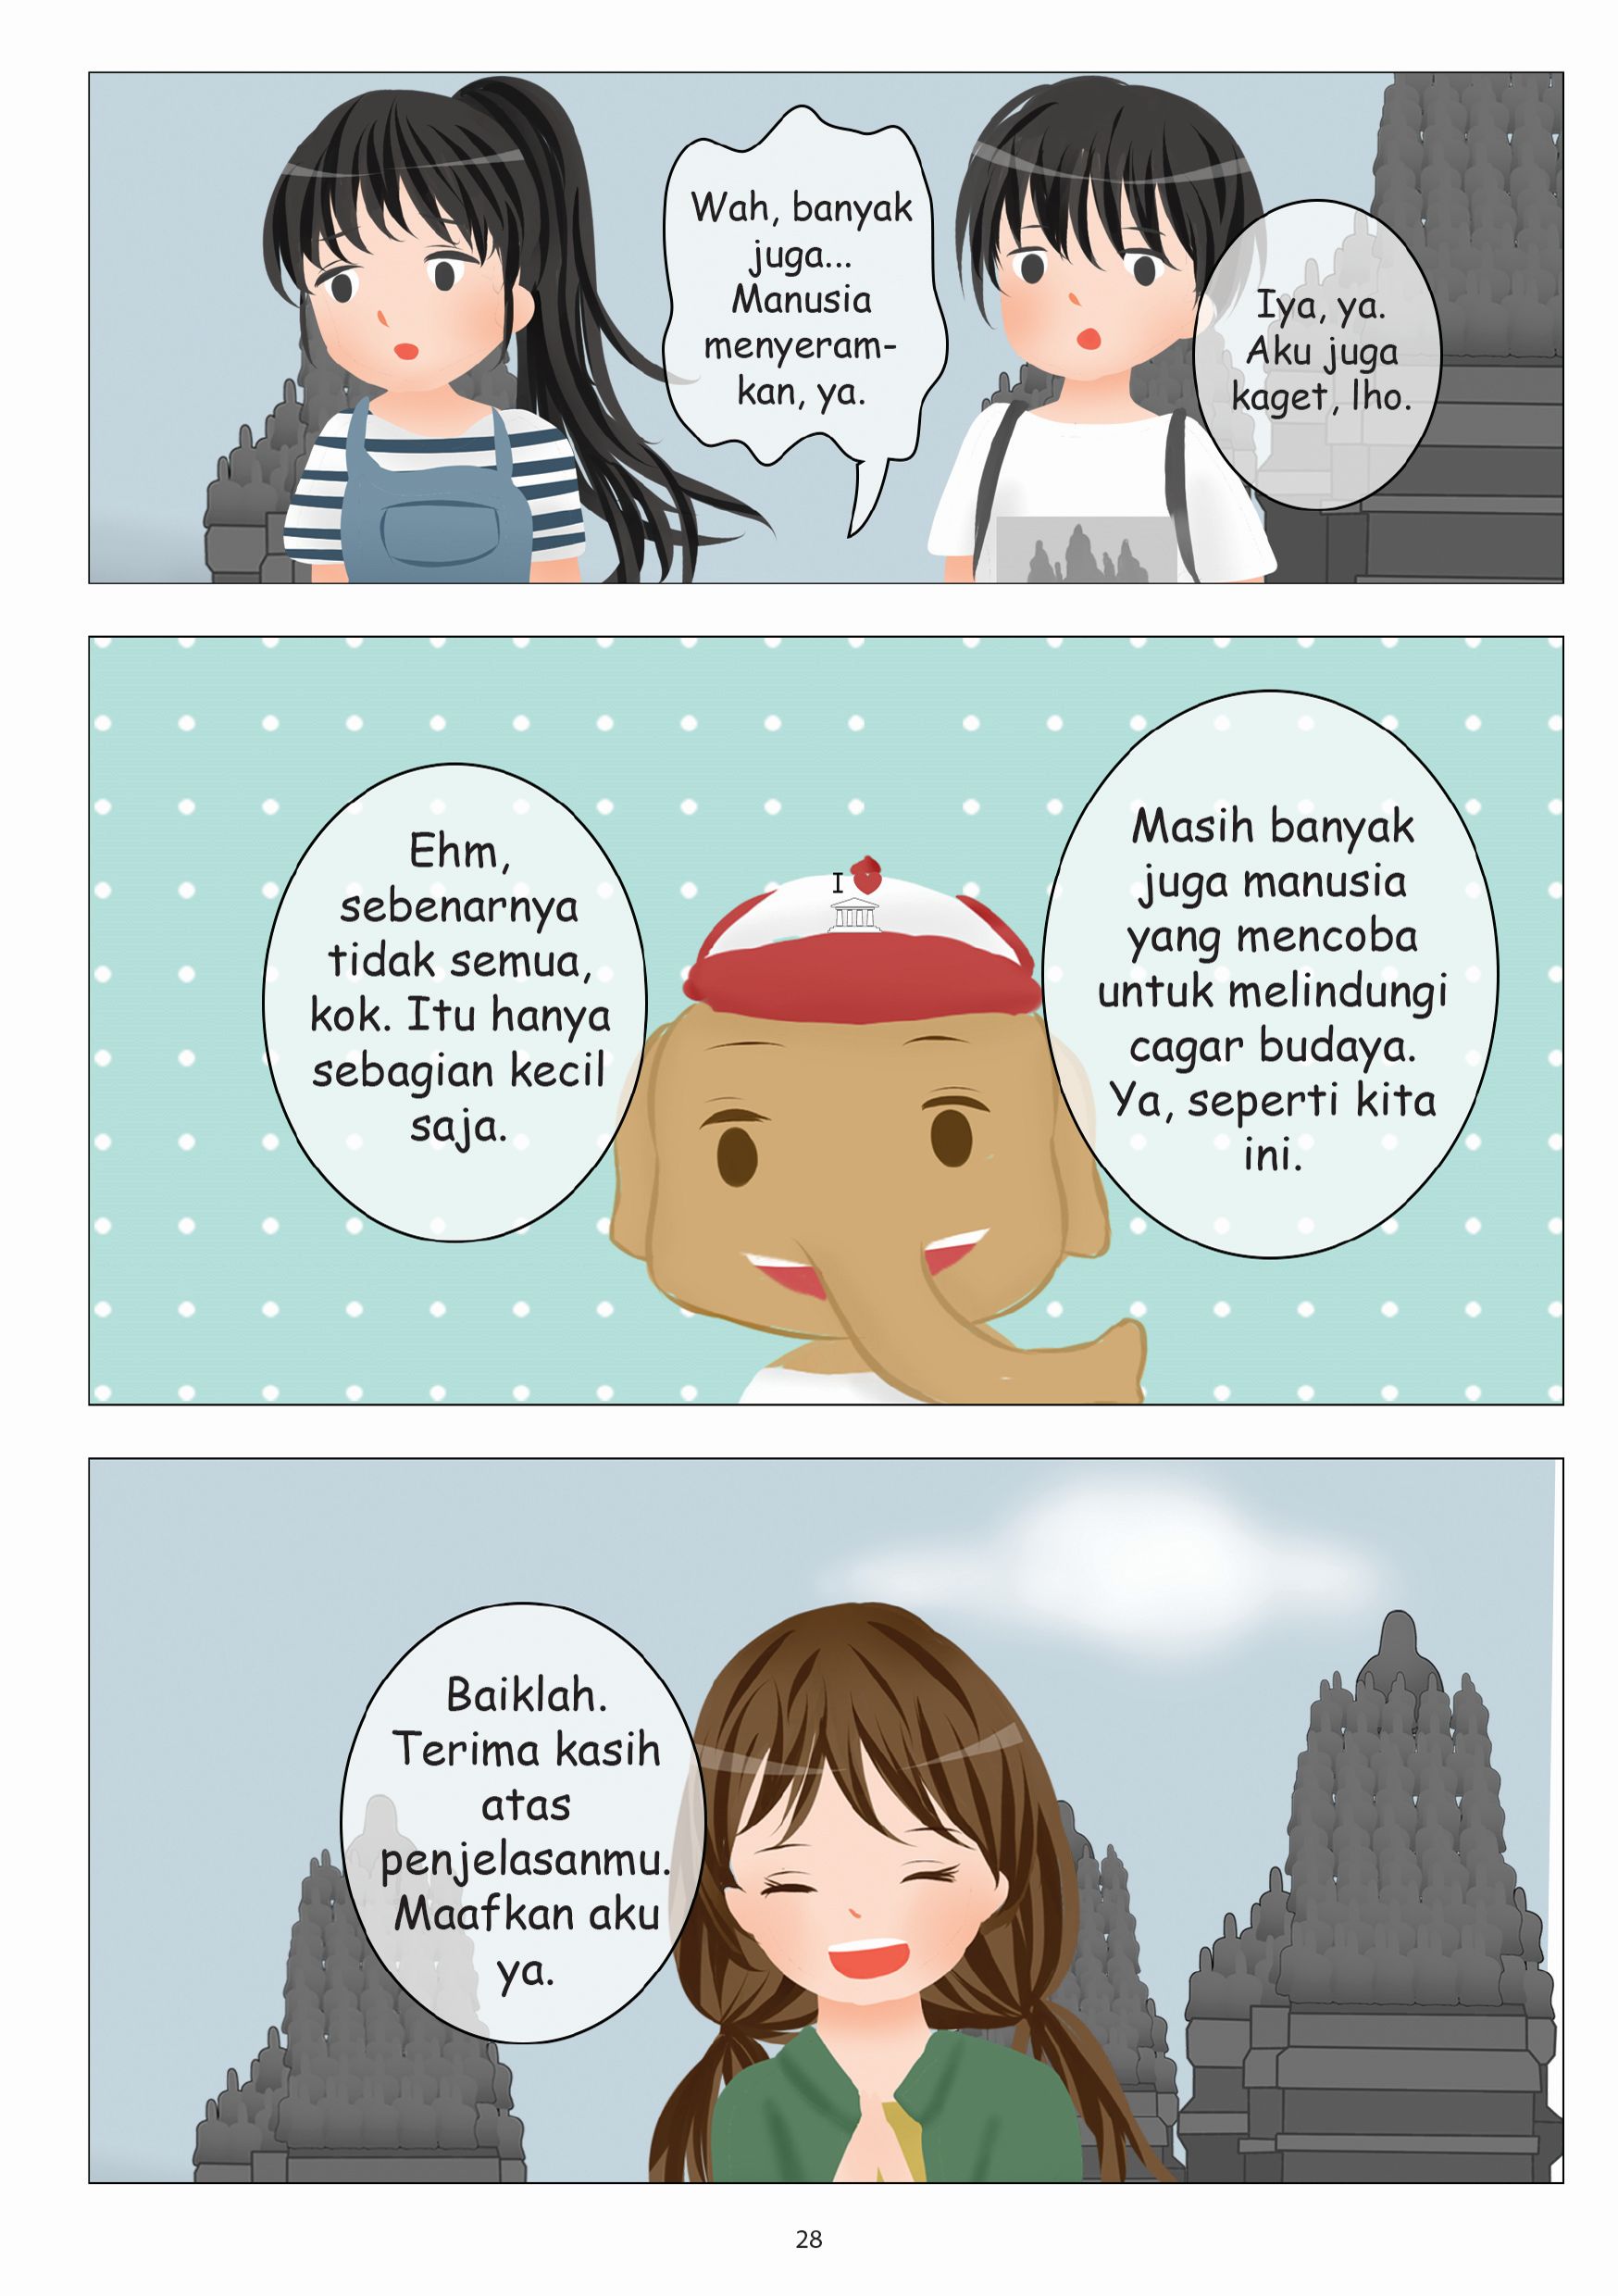 Wah, banyak
juga...
Manusia
menyeram-
kan, ya.
Iya, ya.
Aku juga
kaget, lho.
Ehm,
sebenarnya
tidak semua,
kok. Itu hanya
sebagian kecil
saja.
I
Masih banyak
juga manusia
yang mencoba
untuk melindungi
cagar budaya.
Ya, seperti kita
ini.
Baiklah.
Terima kasih
atas
penjelasanmu.
Maafkan aku
ya.
28